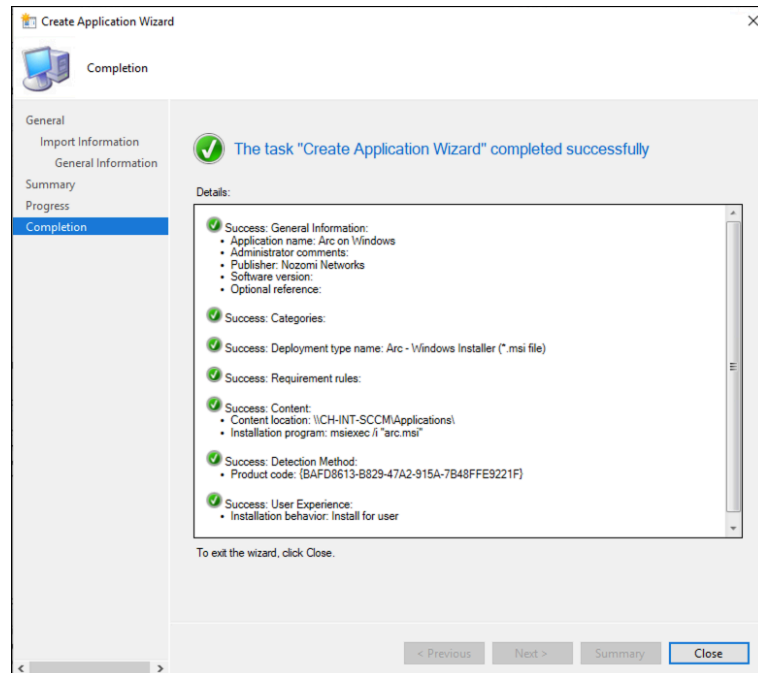 Create Application Wizard
Completion
General
Import Information
General Information
Summary
Progress
Completion
The task "Create Application Wizard" completed successfully
Details:
Success: General Information:
• Application name: Arc on Windows
• Administrator comments:
• Publisher: Nozomi Networks
• Software version:
• Optional reference:
Success: Categories:
Success: Deployment type name: Arc - Windows Installer (*.msi file)
Success: Requirement rules:
Success: Content:
• Content location: \\CH-INT-SCCM\Applications\
• Installation program: msiexec /i "arc.msi"
Success: Detection Method:
• Product code: {BAFD8613-B829-47A2-915A-7B48FFE9221F}
Success: User Experience:
• Installation behavior: Install for user
To exit the wizard, click Close.
< Previous
Next >
Summary
Close